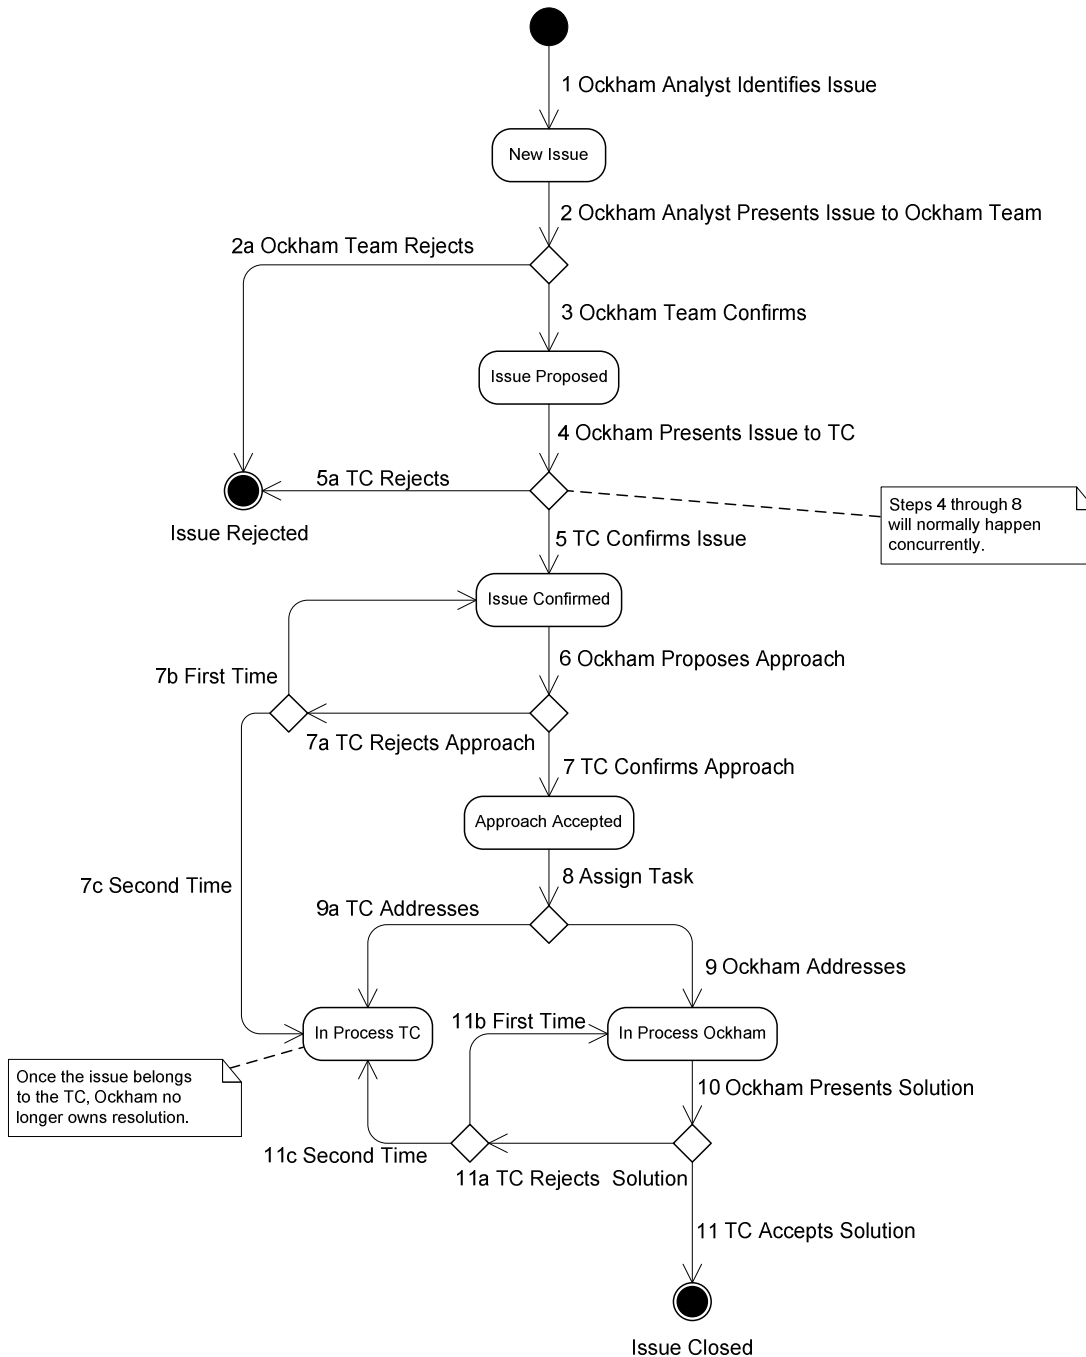 1 Ockham Analyst Identifies Issue
New Issue
2 Ockham Analyst Presents Issue to Ockham Team
2a Ockham Team Rejects
3 Ockham Team Confirms
Issue Proposed
4 Ockham Presents Issue to TC
5a TC Rejects
Issue Rejected
Steps 4 through 8
will normally happen
concurrently.
5 TC Confirms Issue
Issue Confirmed
6 Ockham Proposes Approach
7b First Time
7a TC Rejects Approach
7 TC Confirms Approach
Approach Accepted
8 Assign Task
7c Second Time
9a TC Addresses
9 Ockham Addresses
In Process TC
11b First Time
In Process Ockham
Once the issue belongs
to the TC, Ockham no
longer owns resolution.
10 Ockham Presents Solution
11c Second Time
11a TC Rejects  Solution
11 TC Accepts Solution
Issue Closed